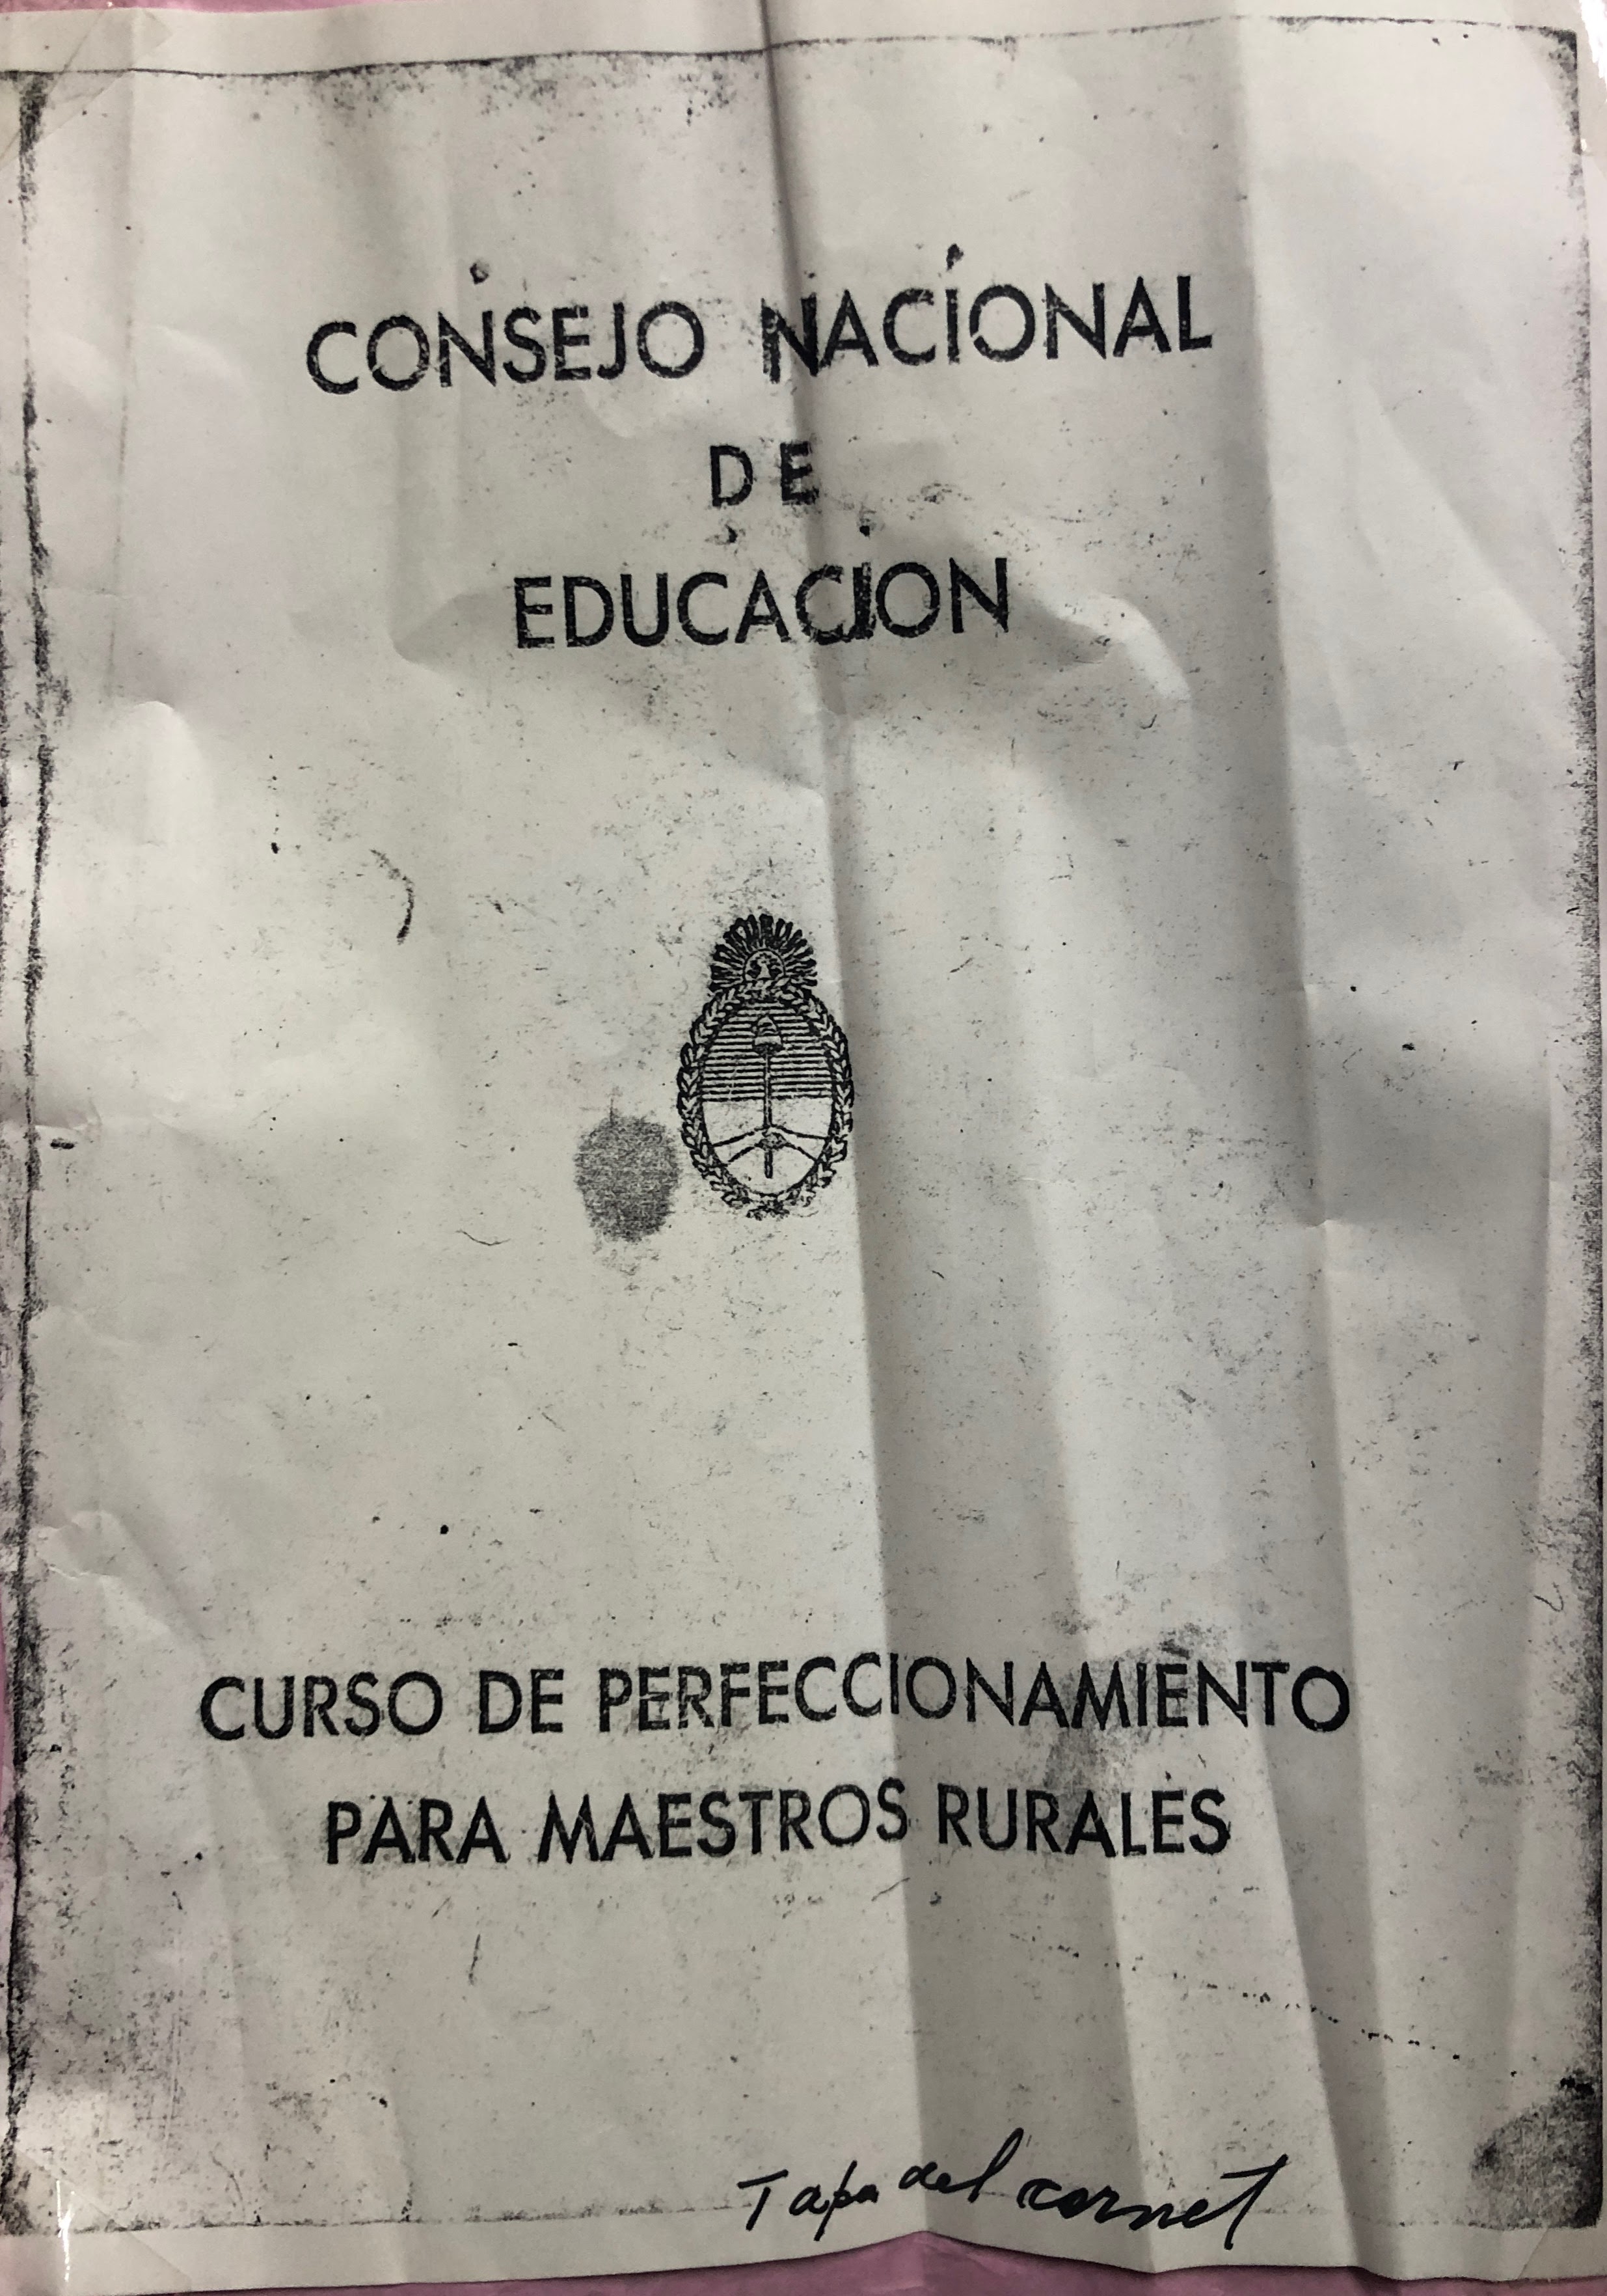 CONSEJO NACIONAL
DE
EDUCACION
CURSO DE PERFECCIONAMIENTO
PARA MAESTROS RURALES
Tapa del carnet